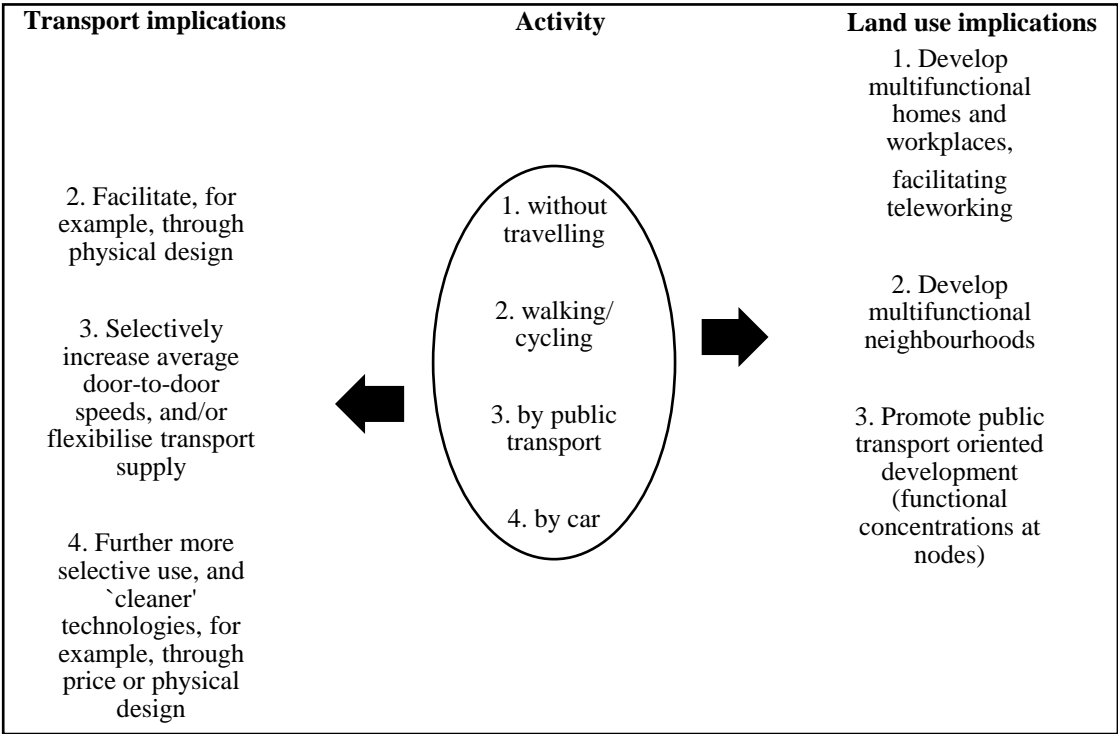 Transport implications
Activity
Land use implications
2. Facilitate, for
example, through
physical design
3. Selectively
increase average
door-to-door
speeds, and/or
flexibilise transport
supply
4. Further more
selective use, and
`cleaner'
technologies, for
example, through
price or physical
design
1. without
travelling
2. walking/
cycling
3. by public
transport
4. by car
1. Develop
multifunctional
homes and
workplaces,
facilitating
teleworking
2. Develop
multifunctional
neighbourhoods
3. Promote public
transport oriented
development
(functional
concentrations at
nodes)